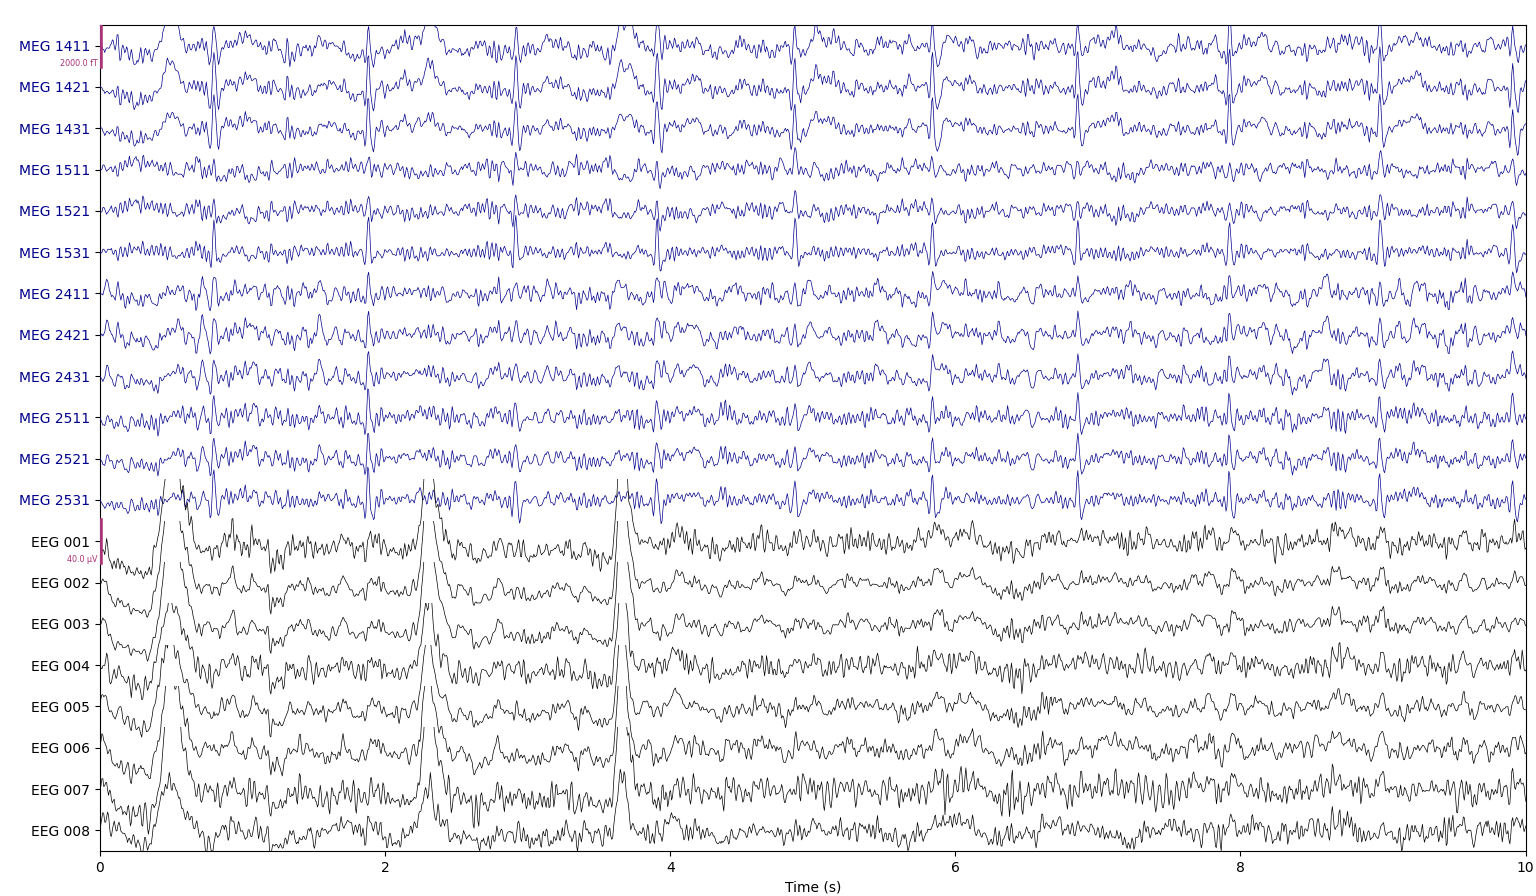 MEG 1411
2000.0 fT
MEG 1421
MEG 1431
MEG 1511
MEG 1521
MEG 1531
MEG 2411
MEG 2421
MEG 2431
MEG 2511
MEG 2521
MEG 2531
EEG 001
40.0 µV
EEG 002
EEG 003
EEG 004
EEG 005
EEG 006
EEG 007
EEG 008
0 2 4 6 8 10
Time (s)